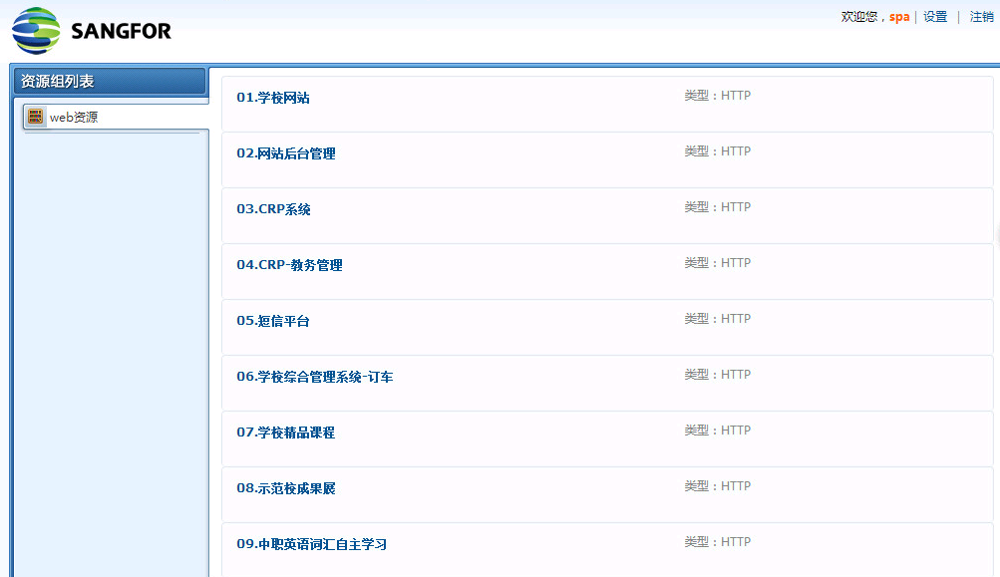 SANGFOR
欢迎您，spa | 设置 | 注销
资源组列表
web资源
01.学校网站 类型：HTTP
02.网站后台管理 类型：HTTP
03.CRP系统 类型：HTTP
04.CRP-教务管理 类型：HTTP
05.短信平台 类型：HTTP
06.学校综合管理系统-订车 类型：HTTP
07.学校精品课程 类型：HTTP
08.示范校成果展 类型：HTTP
09.中职英语词汇自主学习 类型：HTTP